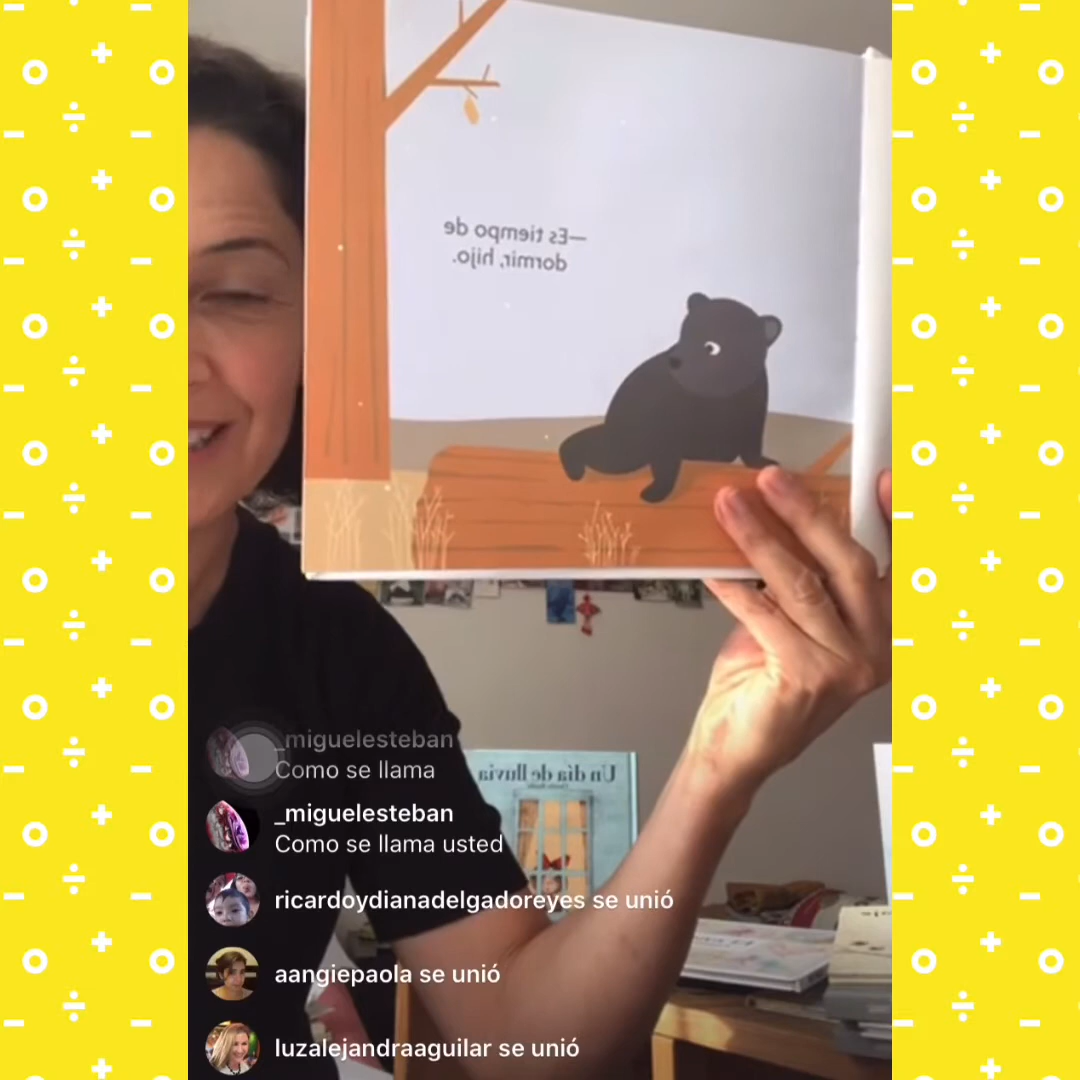 —Es tiempo de
dormir, hijo.
Un día de lluvia
_miguelesteban
Como se llama
_miguelesteban
Como se llama usted
ricardoydianadelgadoreyes se unió
aangiepaola se unió
luzalejandraaguilar se unió